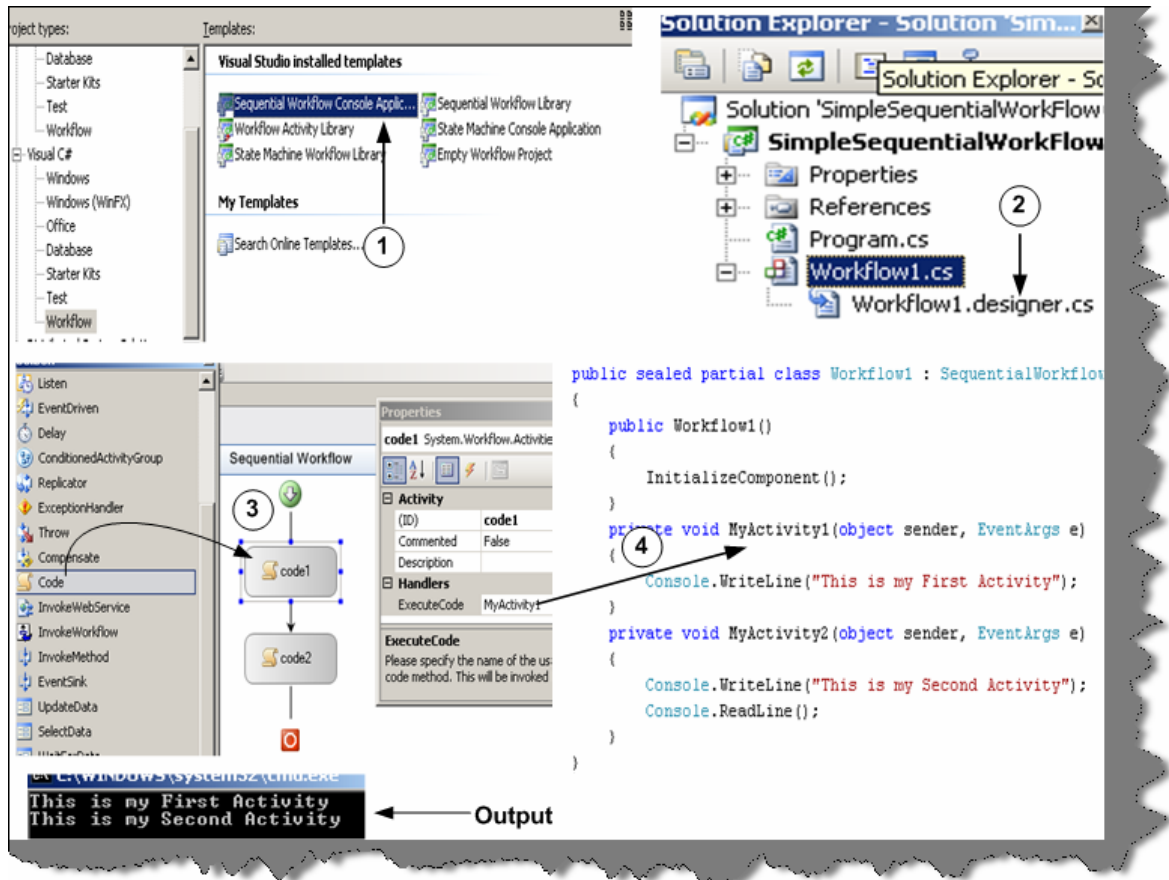 roject types:
Database
Starter Kits
Test
Workflow
Visual C#
Windows
Windows (WinFX)
Office
Database
Starter Kits
Test
Workflow
Templates:
Visual Studio installed templates
Sequential Workflow Console Applic...
Sequential Workflow Library
Workflow Activity Library
State Machine Console Application
State Machine Workflow Library
Empty Workflow Project
My Templates
Search Online Templates...
1
Solution Explorer - Solution 'Sim...
Solution Explorer - So
Solution 'SimpleSequentialWorkFlow
SimpleSequentialWorkFlow
Properties
References
2
Program.cs
Workflow1.cs
Workflow1.designer.cs
Listen
EventDriven
Delay
ConditionedActivityGroup
Replicator
ExceptionHandler
Throw
Compensate
Code
InvokeWebService
InvokeWorkflow
InvokeMethod
EventSink
UpdateData
SelectData
Sequential Workflow
3
code1
code2
Properties
code1 System.Workflow.Activitie
Activity
(ID) code1
Commented False
Description
Handlers
ExecuteCode MyActivity1
ExecuteCode
Please specify the name of the us
code method. This will be invoked
public sealed partial class Workflow1 : SequentialWorkflow
{
public Workflow1()
{
InitializeComponent();
}
private void MyActivity1(object sender, EventArgs e)
4
{
Console.WriteLine("This is my First Activity");
}
private void MyActivity2(object sender, EventArgs e)
{
Console.WriteLine("This is my Second Activity");
Console.ReadLine();
}
}
C:\WINDOWS\system32\cmd.exe
This is my First Activity
This is my Second Activity
Output